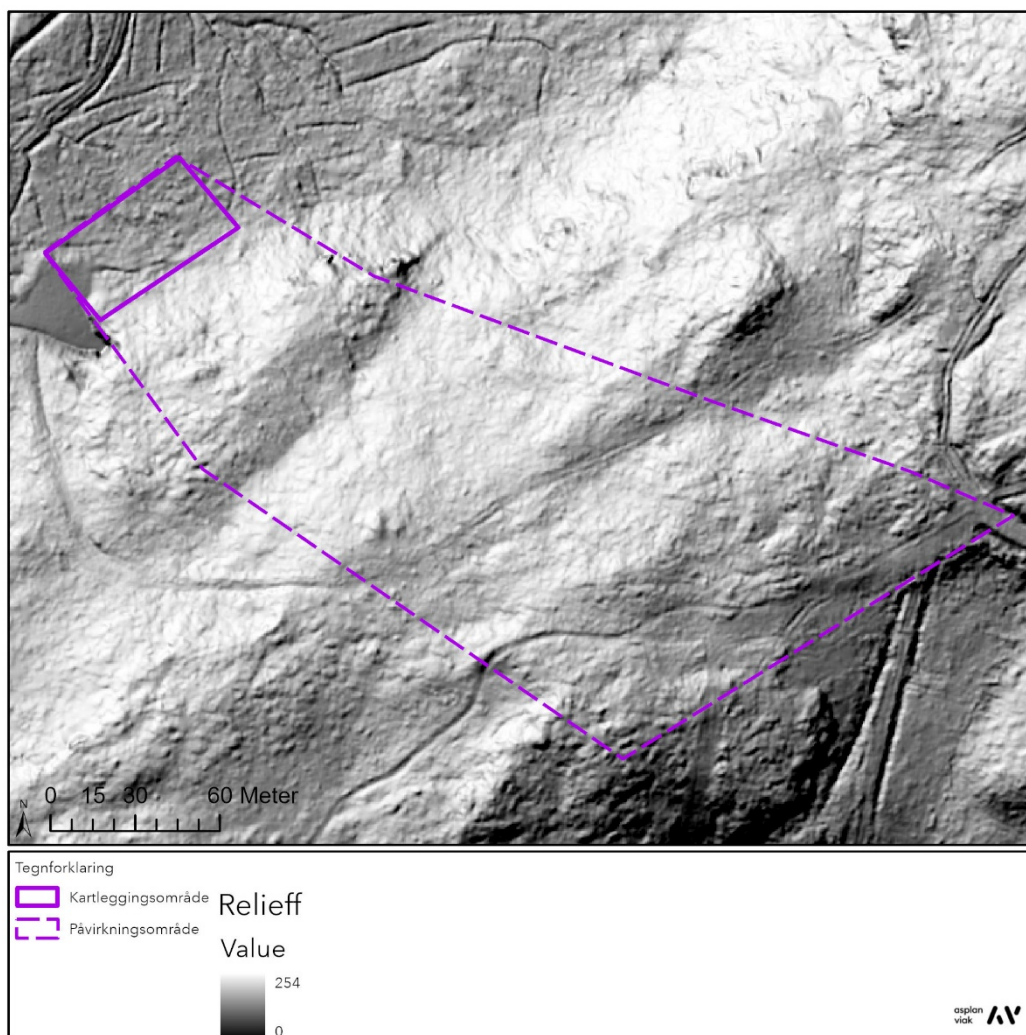 N
0 15 30 60 Meter
Tegnforklaring
Kartleggingsområde
Påvirkningsområde
Relieff
Value
254
0
asplan
viak